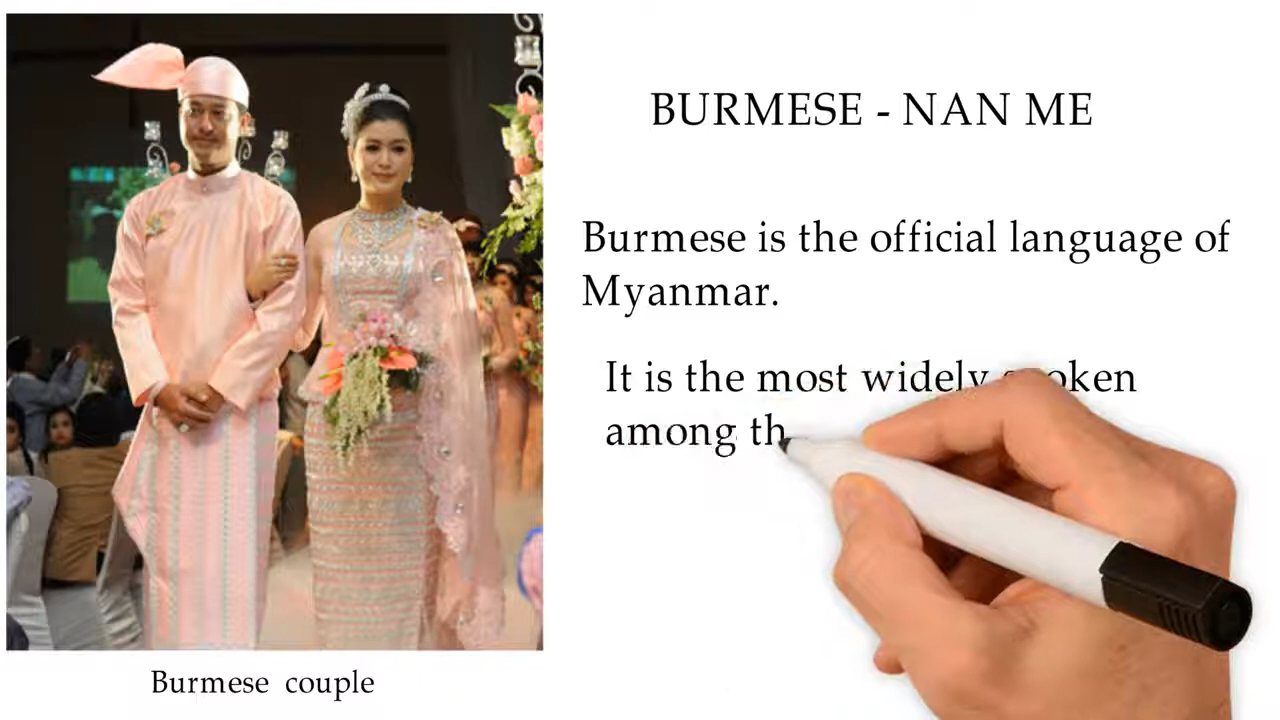 BURMESE - NAN ME
Burmese is the official language of
Myanmar.
It is the most widely spoken
among th
Burmese couple